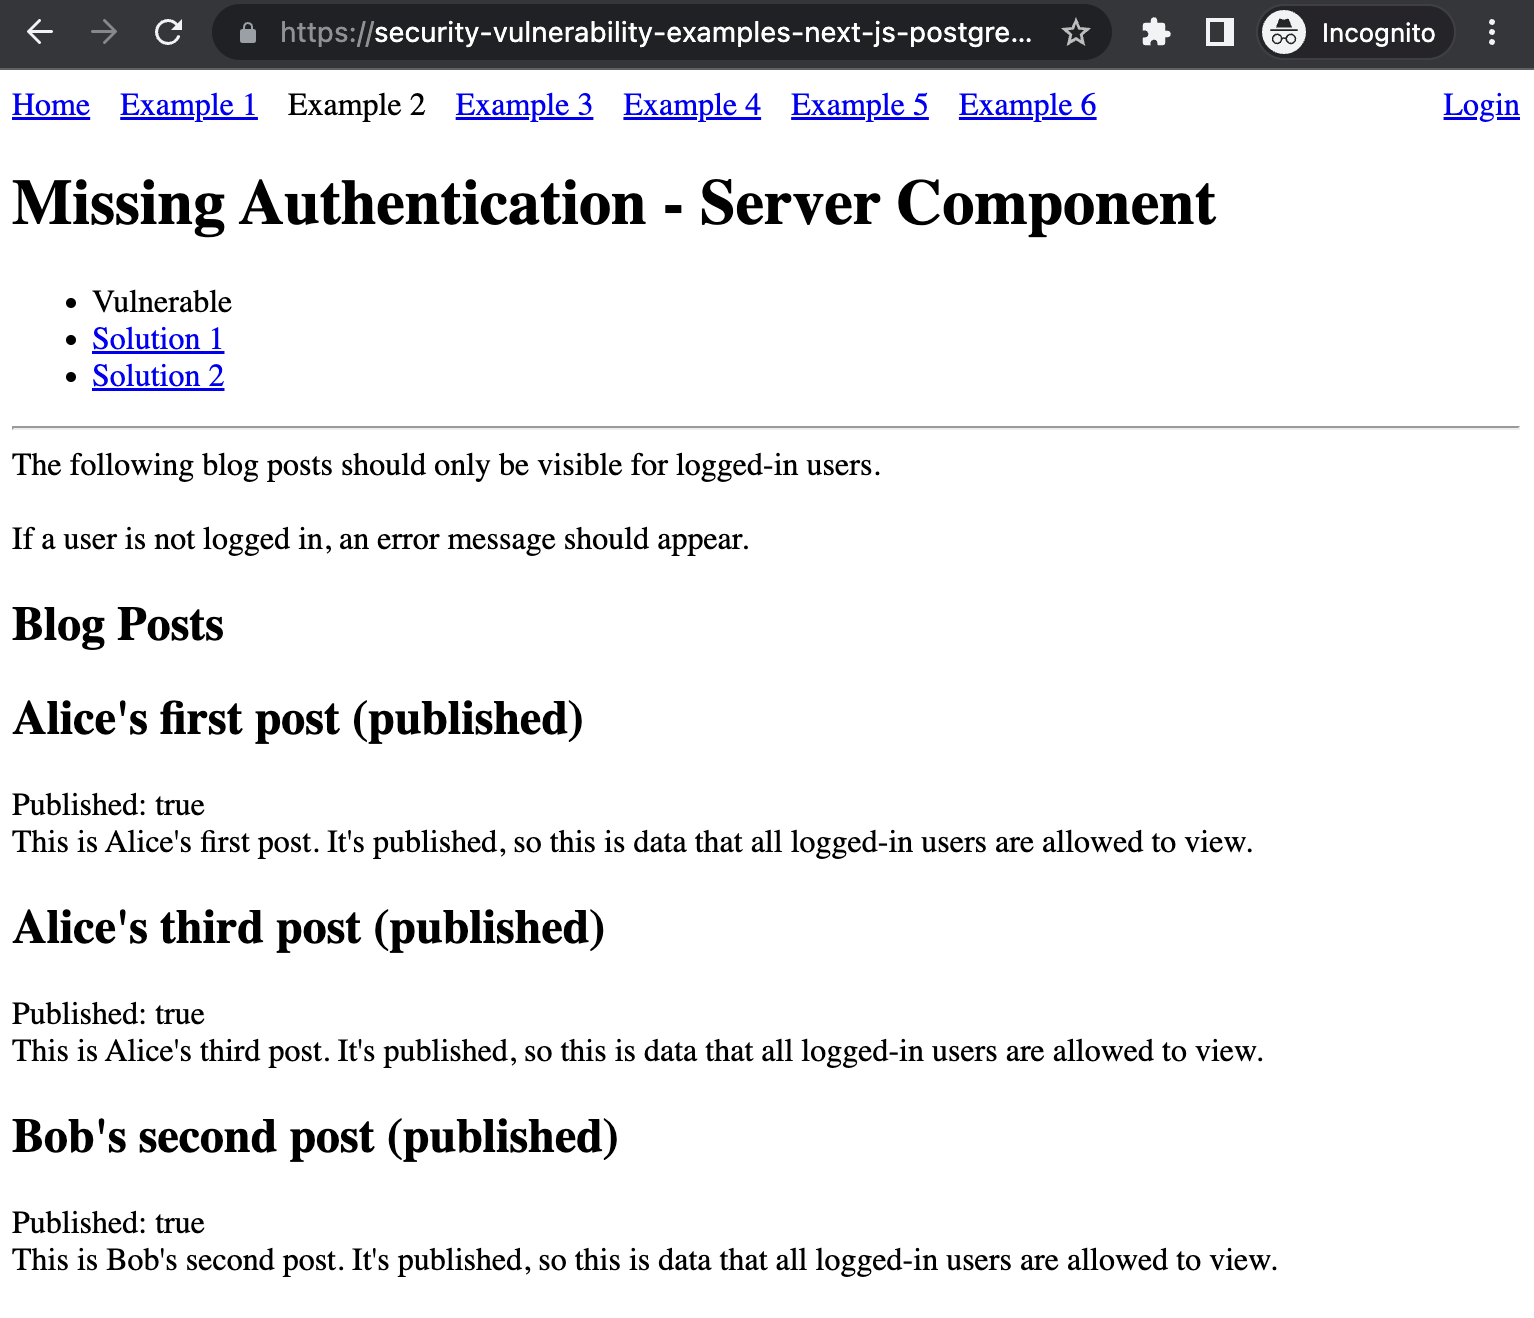 https://security-vulnerability-examples-next-js-postgre... Incognito
Home Example 1 Example 2 Example 3 Example 4 Example 5 Example 6 Login
Missing Authentication - Server Component
• Vulnerable
• Solution 1
• Solution 2
The following blog posts should only be visible for logged-in users.
If a user is not logged in, an error message should appear.
Blog Posts
Alice's first post (published)
Published: true
This is Alice's first post. It's published, so this is data that all logged-in users are allowed to view.
Alice's third post (published)
Published: true
This is Alice's third post. It's published, so this is data that all logged-in users are allowed to view.
Bob's second post (published)
Published: true
This is Bob's second post. It's published, so this is data that all logged-in users are allowed to view.